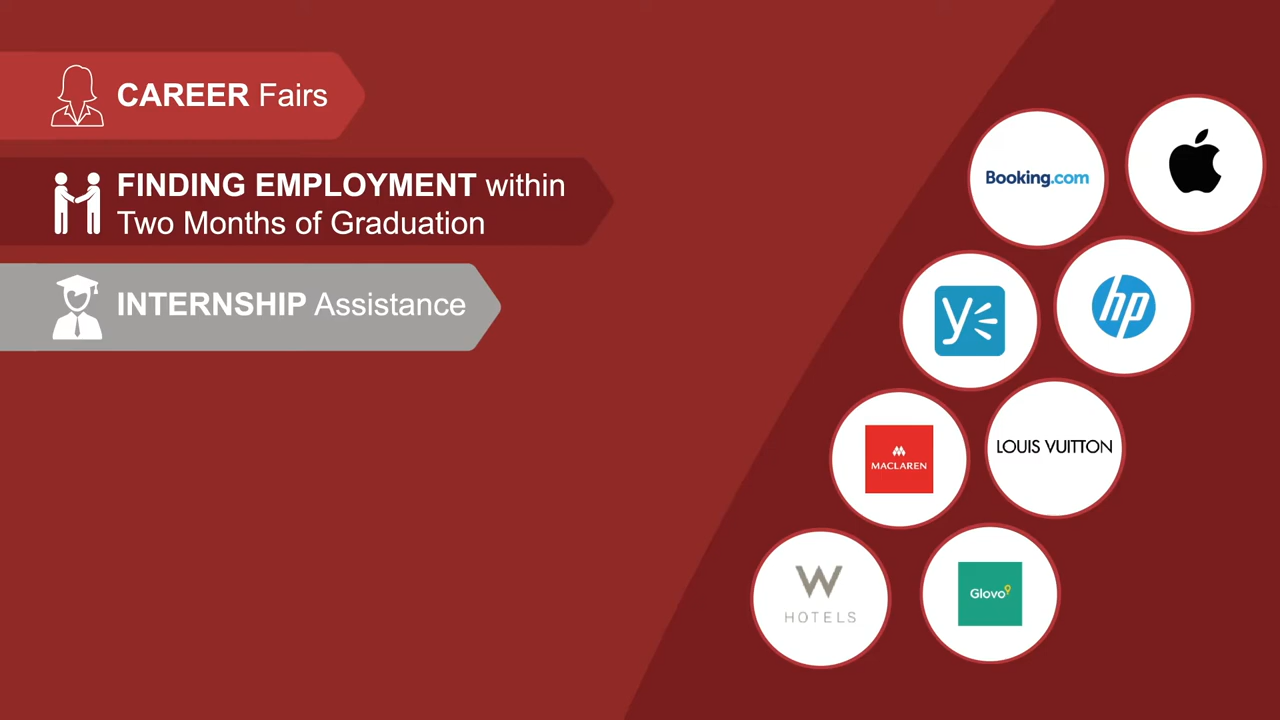 CAREER Fairs
FINDING EMPLOYMENT within
Two Months of Graduation
INTERNSHIP Assistance
Booking.com
y
hp
MACLAREN
LOUIS VUITTON
W
HOTELS
Glovo